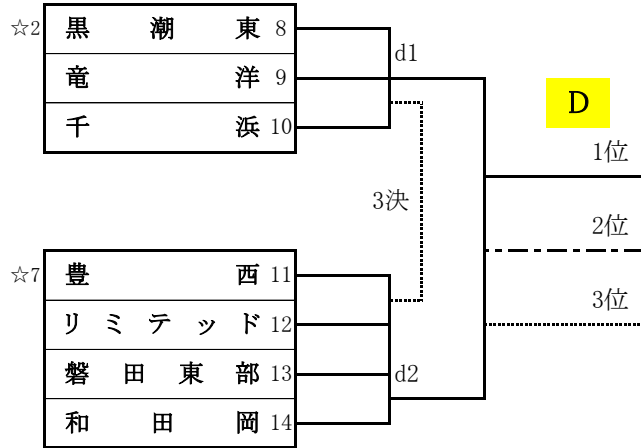 ☆2 黒潮東 8
竜洋 9
千浜 10
d1
D
1位
3決
2位
3位
☆7 豊西 11
リミテッド 12
磐田東部 13
和田岡 14
d2